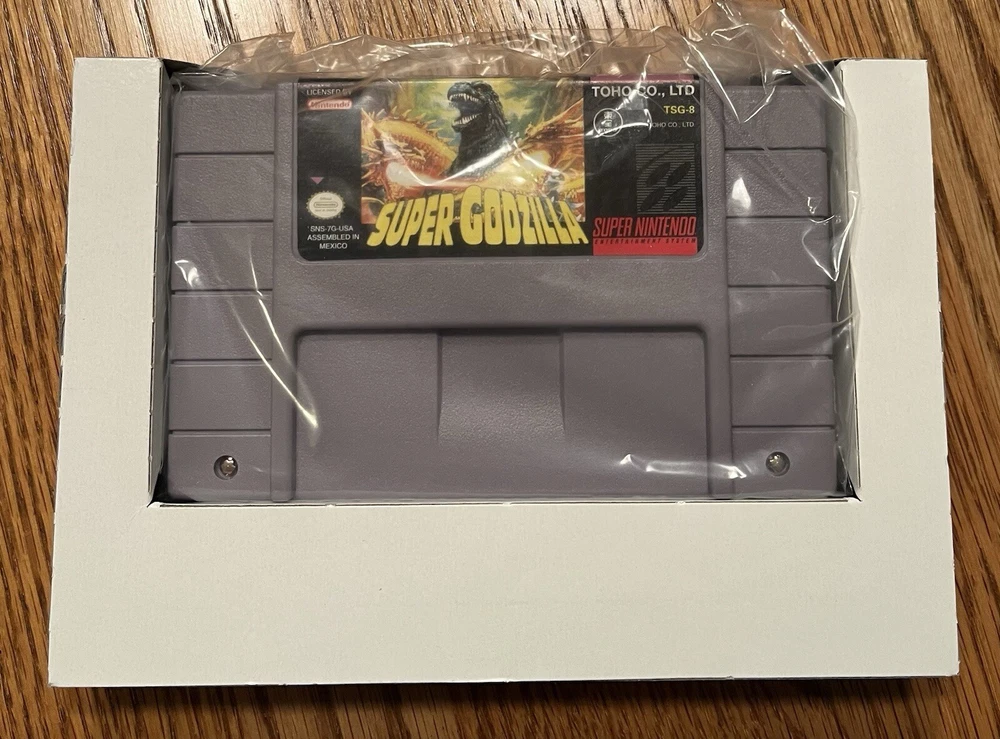 LICENSED BY
Nintendo
TOHO CO., LTD
TSG-8
TOHO CO., LTD
SUPER GODZILLA
SNS-7G-USA
ASSEMBLED IN
MEXICO
SUPER NINTENDO
ENTERTAINMENT SYSTEM